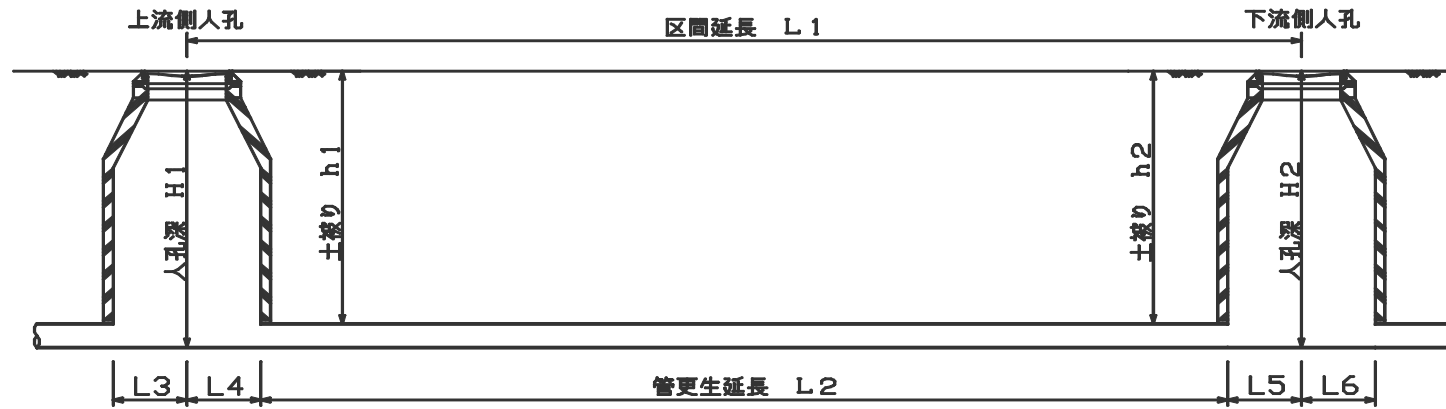 上流側人孔
区間延長 L1
下流側人孔
人孔深 H1
土被り h1
土被り h2
人孔深 H2
L3
L4
管更生延長 L2
L5
L6